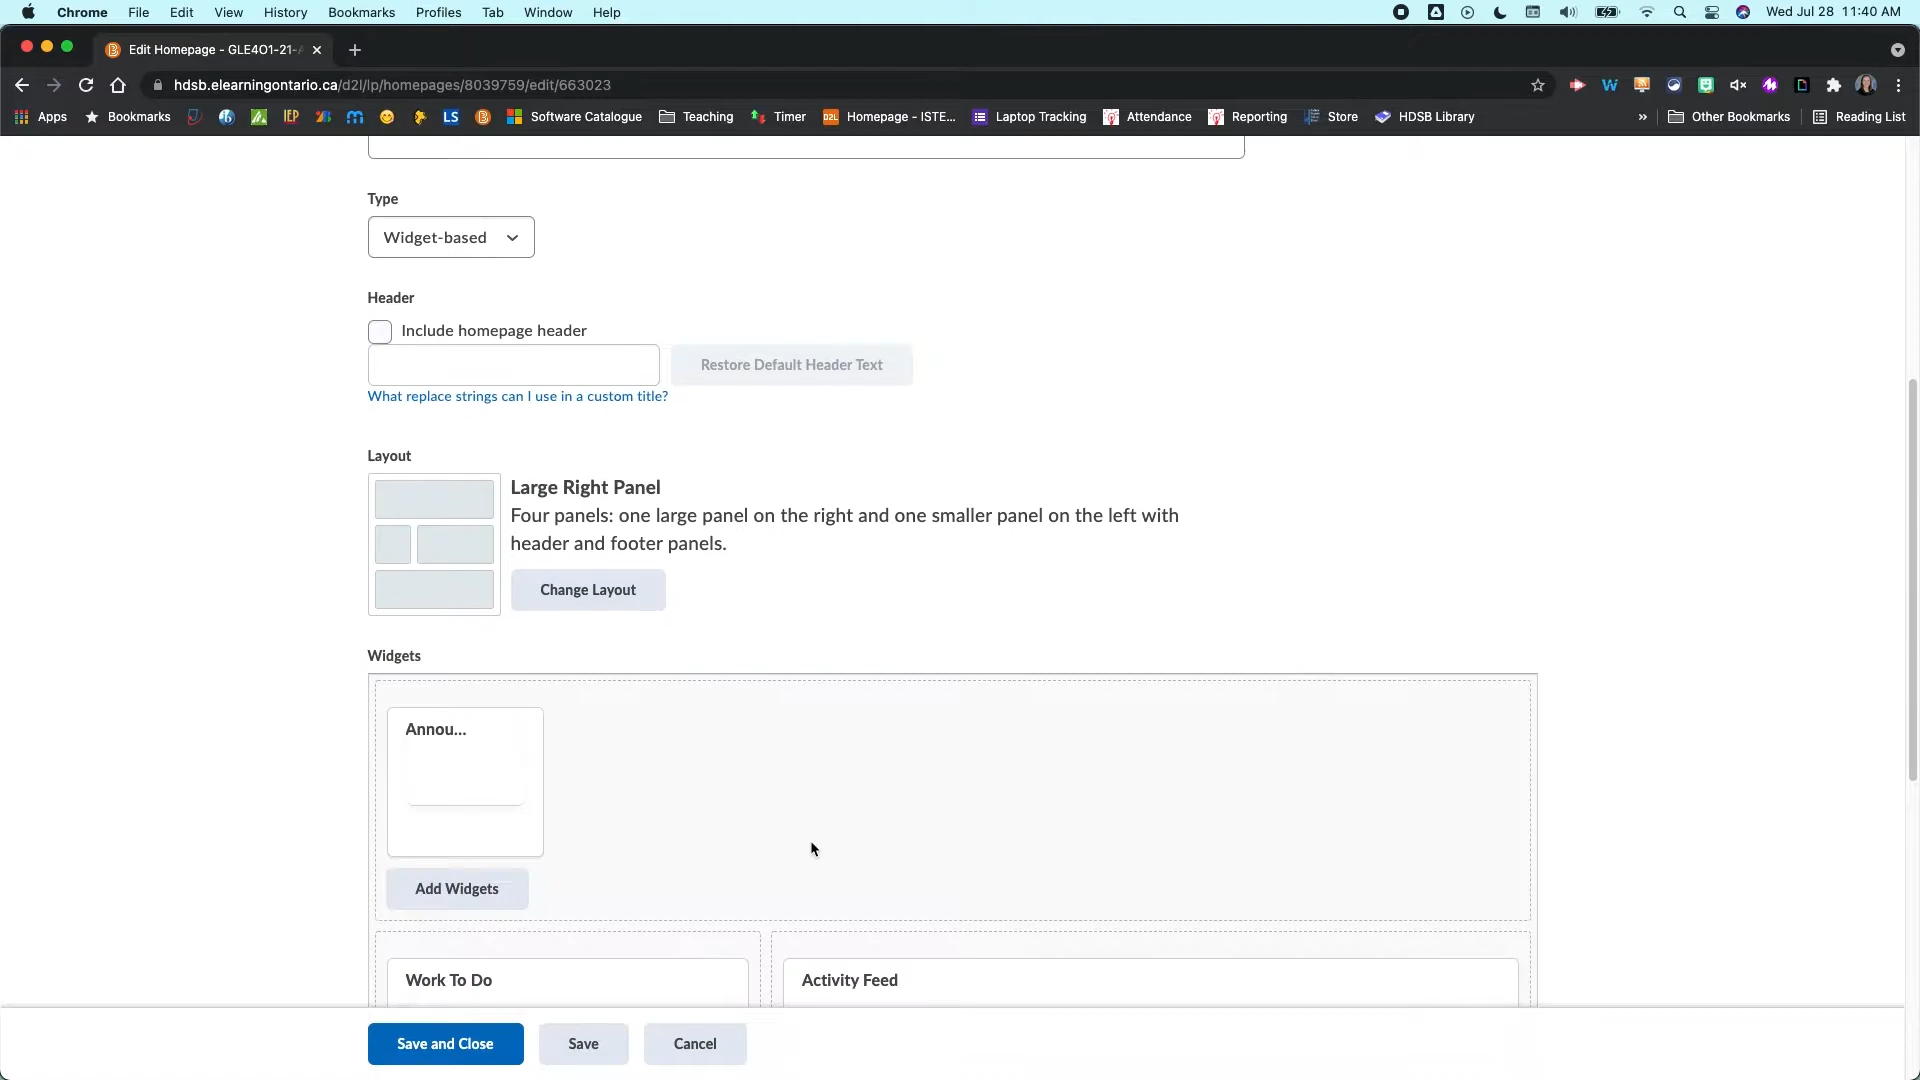 Chrome File Edit View History Bookmarks Profiles Tab Window Help Wed Jul 28 11:40 AM
Edit Homepage - GLE4O1-21-A
hdsb.elearningontario.ca/d2l/lp/homepages/8039759/edit/663023
Apps Bookmarks IEP LS Software Catalogue Teaching Timer D2L Homepage - ISTE... Laptop Tracking Attendance Reporting Store HDSB Library » Other Bookmarks Reading List
Type
Widget-based
Header
Include homepage header
Restore Default Header Text
What replace strings can I use in a custom title?
Layout
Large Right Panel
Four panels: one large panel on the right and one smaller panel on the left with
header and footer panels.
Change Layout
Widgets
Annou...
Add Widgets
Work To Do Activity Feed
Save and Close Save Cancel